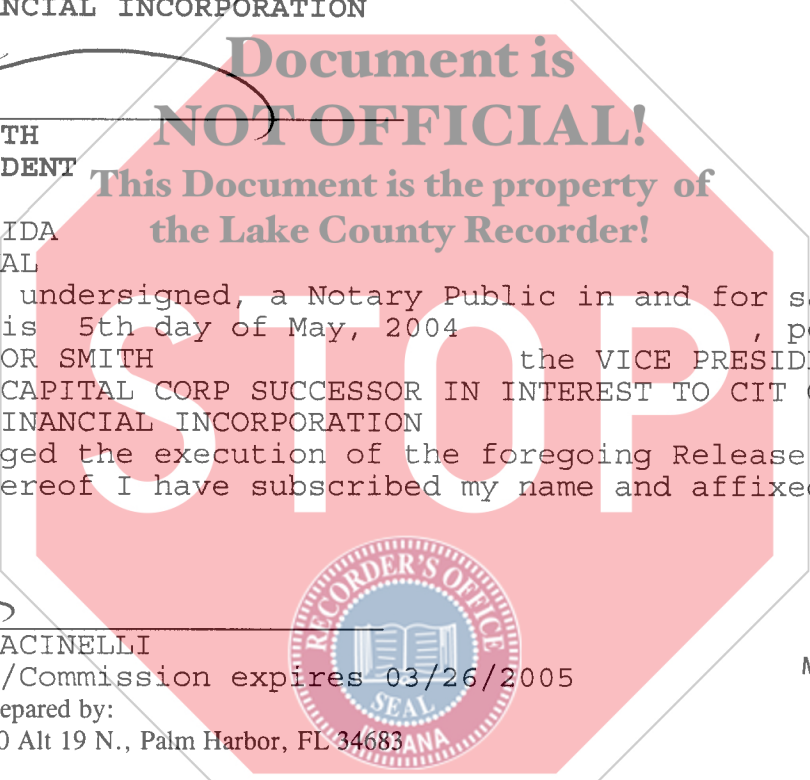 NCIAL INCORPORATION
Document is
NOT OFFICIAL!
TH
DENT
This Document is the property of
the Lake County Recorder!
IDA
AL
undersigned, a Notary Public in and for s
is 5th day of May, 2004 , p
OR SMITH the VICE PRESID
CAPITAL CORP SUCCESSOR IN INTEREST TO CIT
INANCIAL INCORPORATION
ged the execution of the foregoing Release
ereof I have subscribed my name and affixe
STOP
RECORDER'S OFFICE
ACINELLI
/Commission expires 03/26/2005
SEAL
INDIANA
epared by:
0 Alt 19 N., Palm Harbor, FL 34683